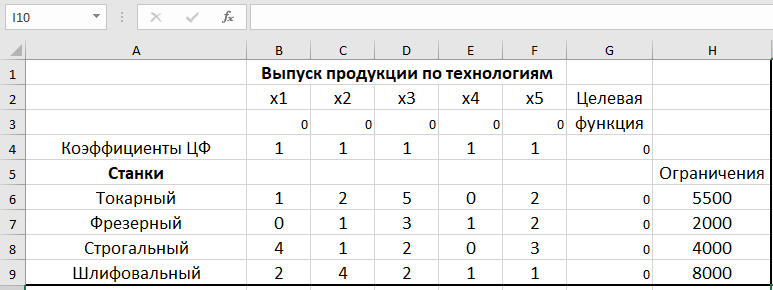 I10 fx
A B C D E F G H
1 Выпуск продукции по технологиям
2 x1 x2 x3 x4 x5 Целевая
3 0 0 0 0 0 функция
4 Коэффициенты ЦФ 1 1 1 1 1 0
5 Станки Ограничения
6 Токарный 1 2 5 0 2 0 5500
7 Фрезерный 0 1 3 1 2 0 2000
8 Строгальный 4 1 2 0 3 0 4000
9 Шлифовальный 2 4 2 1 1 0 8000